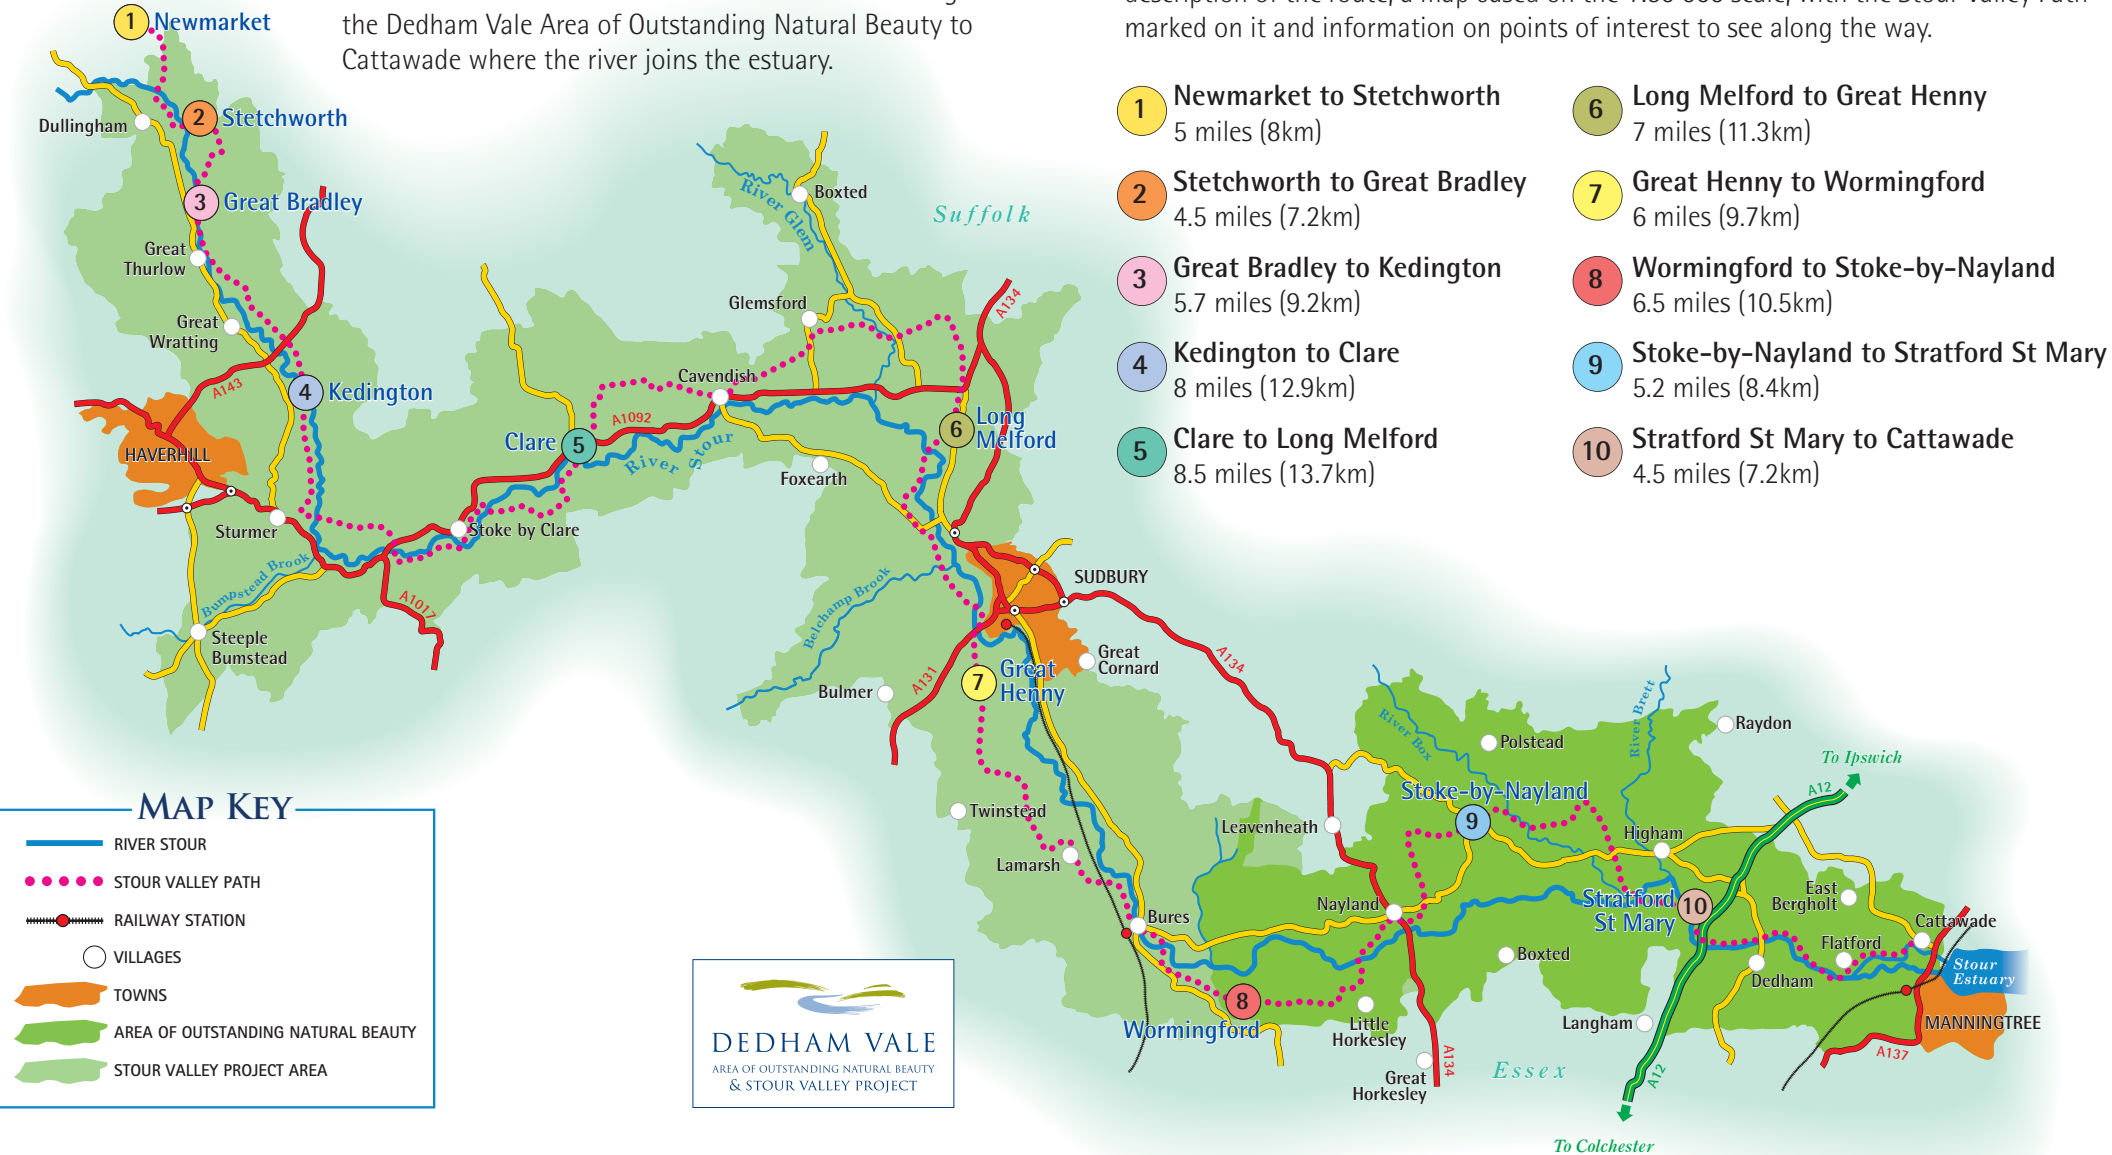 the Dedham Vale Area of Outstanding Natural Beauty to
Cattawade where the river joins the estuary.
marked on it and information on points of interest to see along the way.
1 Newmarket to Stetchworth
5 miles (8km)
2 Stetchworth to Great Bradley
4.5 miles (7.2km)
3 Great Bradley to Kedington
5.7 miles (9.2km)
4 Kedington to Clare
8 miles (12.9km)
5 Clare to Long Melford
8.5 miles (13.7km)
6 Long Melford to Great Henny
7 miles (11.3km)
7 Great Henny to Wormingford
6 miles (9.7km)
8 Wormingford to Stoke-by-Nayland
6.5 miles (10.5km)
9 Stoke-by-Nayland to Stratford St Mary
5.2 miles (8.4km)
10 Stratford St Mary to Cattawade
4.5 miles (7.2km)
1 Newmarket
Dullingham
2 Stetchworth
3 Great Bradley
Great
Thurlow
Great
Wratting
A143
4 Kedington
HAVERHILL
Sturmer
Bumpstead Brook
Steeple
Bumstead
A1017
Stoke by Clare
Clare 5
A1092
River Stour
Cavendish
Glemsford
River Glem
Boxted
Suffolk
A134
Foxearth
6 Long
Melford
Belchamp Brook
SUDBURY
Great
Cornard
Bulmer
A131
7 Great
Henny
A134
Twinstead
Lamarsh
Bures
8
Wormingford
Leavenheath
Nayland
Little
Horkesley
Great
Horkesley
A134
Essex
River Box
Polstead
Stoke-by-Nayland
9
River Brett
Raydon
Higham
Stratford
St Mary
10
Boxted
Langham
A12
To Colchester
To Ipswich
A12
East
Bergholt
Flatford
Dedham
Cattawade
Stour
Estuary
MANNINGTREE
A137
MAP KEY
RIVER STOUR
STOUR VALLEY PATH
RAILWAY STATION
VILLAGES
TOWNS
AREA OF OUTSTANDING NATURAL BEAUTY
STOUR VALLEY PROJECT AREA
DEDHAM VALE
AREA OF OUTSTANDING NATURAL BEAUTY
& STOUR VALLEY PROJECT